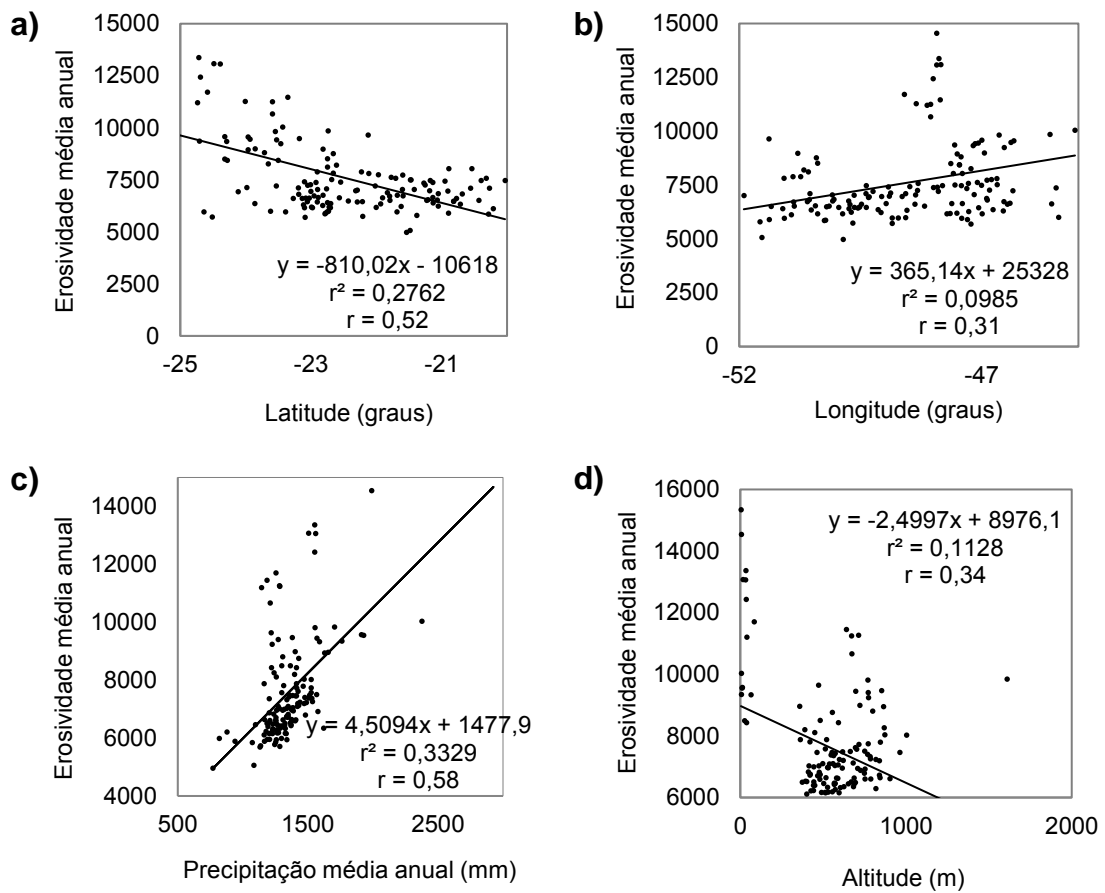 a)
Erosividade média anual
15000
12500
10000
7500
5000
2500
0
y = -810,02x - 10618
r² = 0,2762
r = 0,52
-25
-23
-21
Latitude (graus)
b)
Erosividade média anual
15000
12500
10000
7500
5000
2500
0
y = 365,14x + 25328
r² = 0,0985
r = 0,31
-52
-47
Longitude (graus)
c)
Erosividade média anual
14000
12000
10000
8000
6000
4000
y = 4,5094x + 1477,9
r² = 0,3329
r = 0,58
500
1500
2500
Precipitação média anual (mm)
d)
Erosividade média anual
16000
14000
12000
10000
8000
6000
y = -2,4997x + 8976,1
r² = 0,1128
r = 0,34
0
1000
2000
Altitude (m)